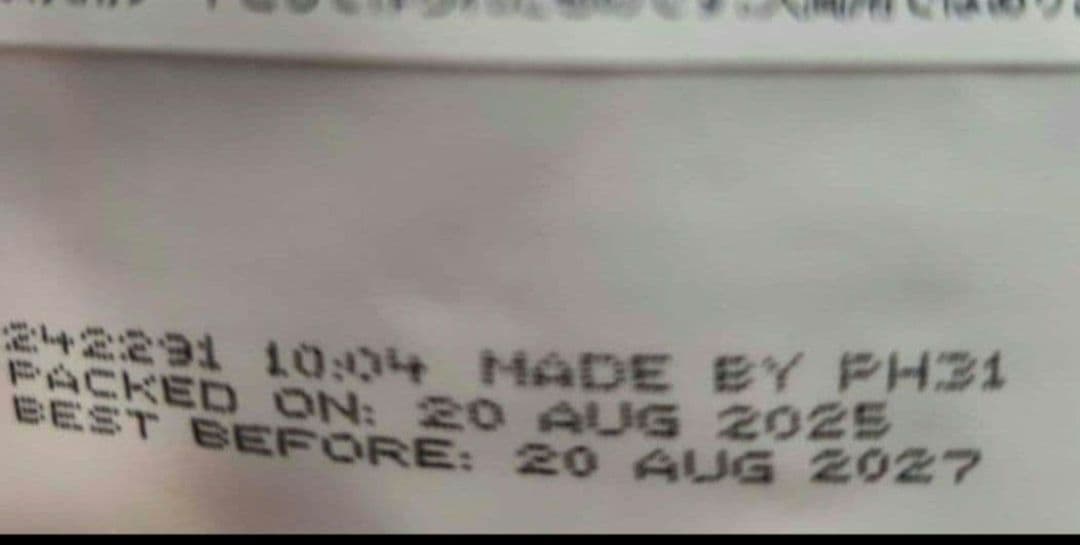 242291 10:04 MADE BY PH31
PACKED ON: 20 AUG 2025
BEST BEFORE: 20 AUG 2027